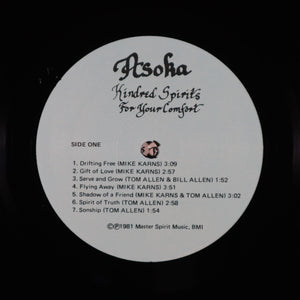 Asoka
Kindred Spirits
For Your Comfort
SIDE ONE
1. Drifting Free (MIKE KARNS) 3:09
2. Gift of Love (MIKE KARNS) 2:57
3. Serve and Grow (TOM ALLEN & BILL ALLEN) 2:52
4. Flying Away (MIKE KARNS) 3:51
5. Shadow of a Friend (MIKE KARNS & TOM ALLEN) 3:02
6. Spirit of Truth (TOM ALLEN) 2:58
7. Sonship (TOM ALLEN) 1:54
©℗1981 Master Spirit Music, BMI